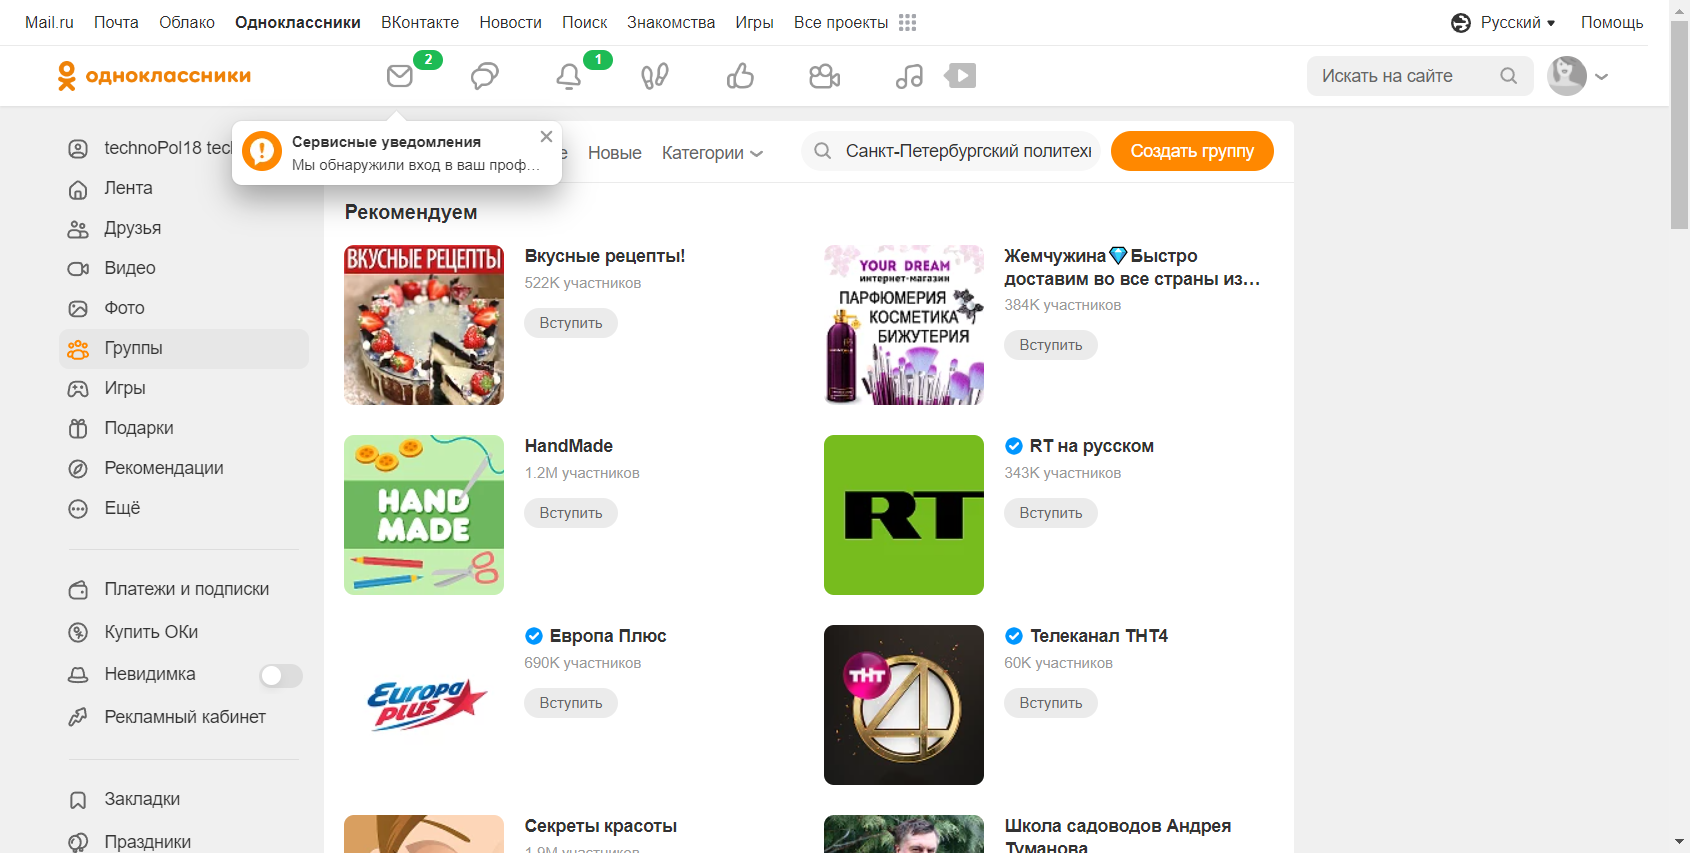 Mail.ru Почта Облако Одноклассники ВКонтакте Новости Поиск Знакомства Игры Все проекты Русский Помощь
одноклассники 2 1 Искать на сайте
Сервисные уведомления
Мы обнаружили вход в ваш проф...
Новые Категории Санкт-Петербургский политех Создать группу
technoPol18
Лента
Друзья
Видео
Фото
Группы
Игры
Подарки
Рекомендации
Ещё
Платежи и подписки
Купить ОКи
Невидимка
Рекламный кабинет
Закладки
Праздники
Рекомендуем
ВКУСНЫЕ РЕЦЕПТЫ
Вкусные рецепты!
522K участников
Вступить
YOUR DREAM
интернет-магазин
ПАРФЮМЕРИЯ
КОСМЕТИКА
БИЖУТЕРИЯ
Жемчужина💎Быстро
доставим во все страны из...
384K участников
Вступить
HAND
MADE
HandMade
1.2M участников
Вступить
RT
RT на русском
343K участников
Вступить
Europa
PLUS
Европа Плюс
690K участников
Вступить
ТНТ
4
Телеканал ТНТ4
60K участников
Вступить
Секреты красоты
1.9M участников
Школа садоводов Андрея
Туманова